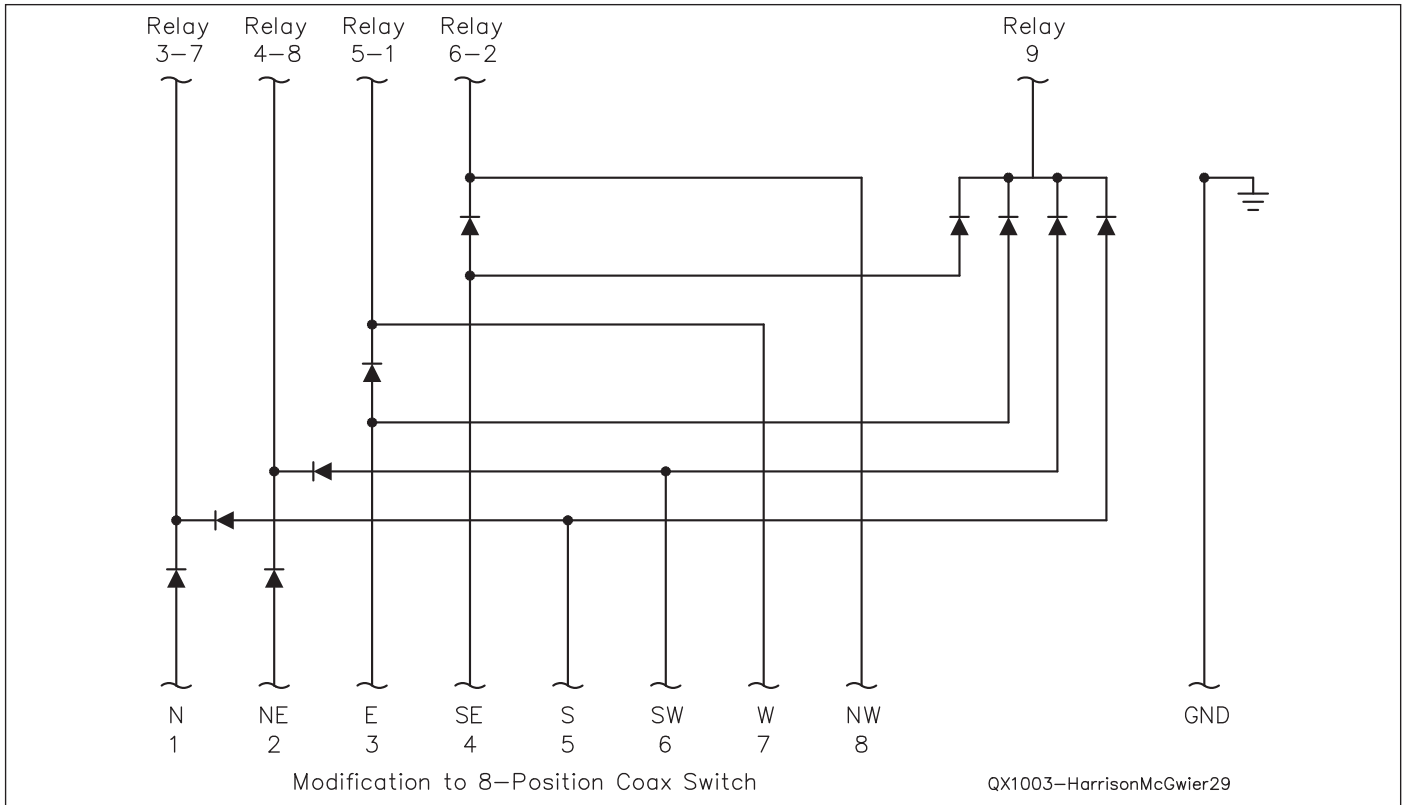 Relay Relay Relay Relay Relay
3–7 4–8 5–1 6–2 9
N NE E SE S SW W NW GND
1 2 3 4 5 6 7 8
Modification to 8–Position Coax Switch QX1003–HarrisonMcGwier29